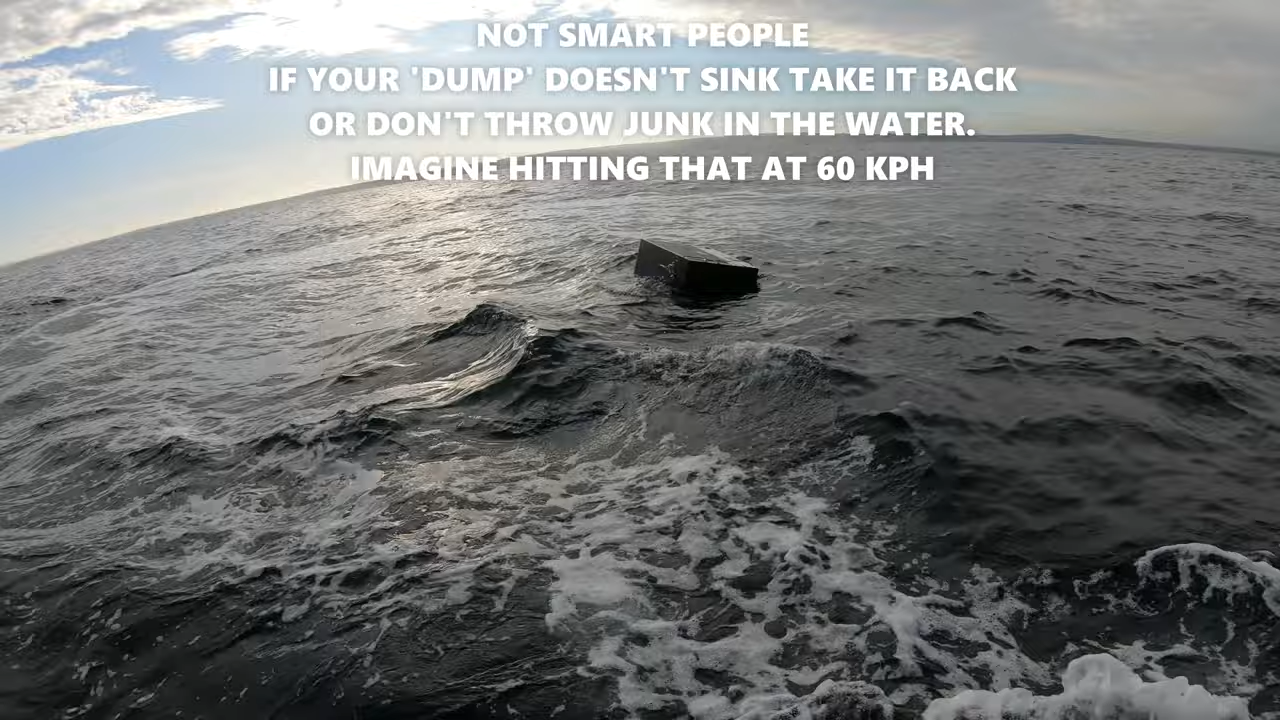 NOT SMART PEOPLE
IF YOUR 'DUMP' DOESN'T SINK TAKE IT BACK
OR DON'T THROW JUNK IN THE WATER.
IMAGINE HITTING THAT AT 60 KPH